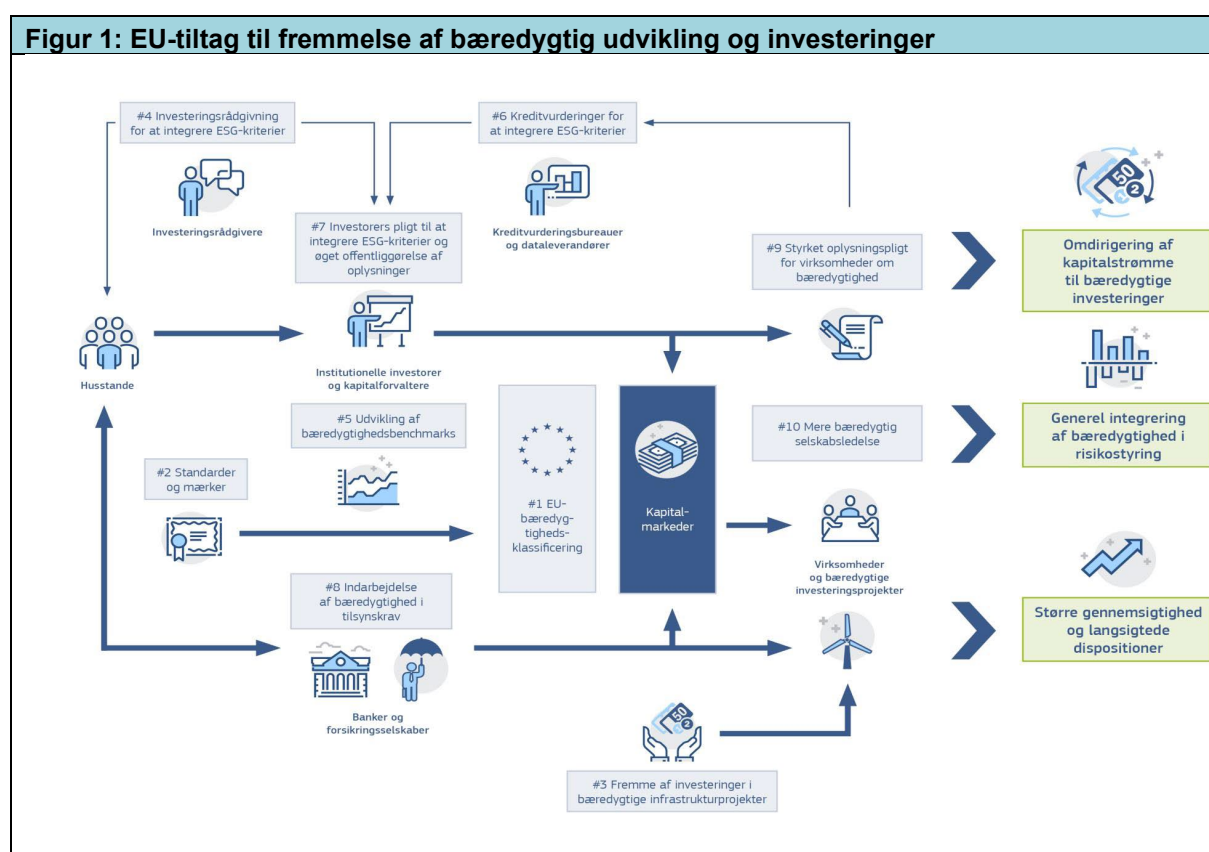 Figur 1: EU-tiltag til fremmelse af bæredygtig udvikling og investeringer
#4 Investeringsrådgivning
for at integrere ESG-kriterier
#6 Kreditvurderinger for
at integrere ESG-kriterier
Investeringsrådgivere
#7 Investorers pligt til at
integrere ESG-kriterier og
øget offentliggørelse af
oplysninger
Kreditvurderingsbureauer
og dataleverandører
#9 Styrket oplysningspligt
for virksomheder om
bæredygtighed
50
2
Omdirigering af
kapitalstrømme
til bæredygtige
investeringer
Husstande
Institutionelle investorer
og kapitalforvaltere
#5 Udvikling af
bæredygtighedsbenchmarks
#2 Standarder
og mærker
#1 EU-
bæredyg-
tigheds-
klassificering
Kapital-
markeder
#10 Mere bæredygtig
selskabsledelse
Generel integrering
af bæredygtighed i
risikostyring
Virksomheder
og bæredygtige
investeringsprojekter
#8 Indarbejdelse
af bæredygtighed i
tilsynskrav
Banker og
forsikringsselskaber
Større gennemsigtighed
og langsigtede
dispositioner
50
2
#3 Fremme af investeringer i
bæredygtige infrastrukturprojekter